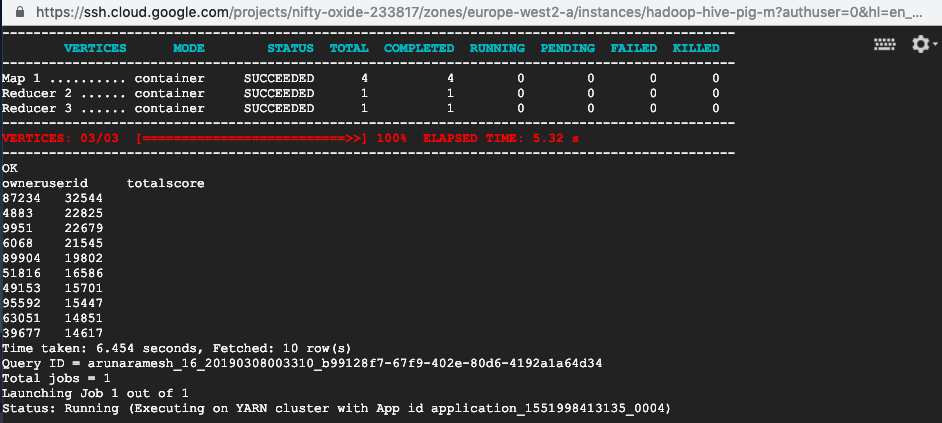 https://ssh.cloud.google.com/projects/nifty-oxide-233817/zones/europe-west2-a/instances/hadoop-hive-pig-m?authuser=0&hl=en_...
--------------------------------------------------------------------------------
VERTICES MODE STATUS TOTAL COMPLETED RUNNING PENDING FAILED KILLED
--------------------------------------------------------------------------------
Map 1 .......... container SUCCEEDED 4 4 0 0 0 0
Reducer 2 ...... container SUCCEEDED 1 1 0 0 0 0
Reducer 3 ...... container SUCCEEDED 1 1 0 0 0 0
--------------------------------------------------------------------------------
VERTICES: 03/03 [==========================>>] 100% ELAPSED TIME: 5.32 s
--------------------------------------------------------------------------------
OK
owneruserid totalscore
87234 32544
4883 22825
9951 22679
6068 21545
89904 19802
51816 16586
49153 15701
95592 15447
63051 14851
39677 14617
Time taken: 6.454 seconds, Fetched: 10 row(s)
Query ID = arunaramesh_16_20190308003310_b99128f7-67f9-402e-80d6-4192a1a64d34
Total jobs = 1
Launching Job 1 out of 1
Status: Running (Executing on YARN cluster with App id application_1551998413135_0004)